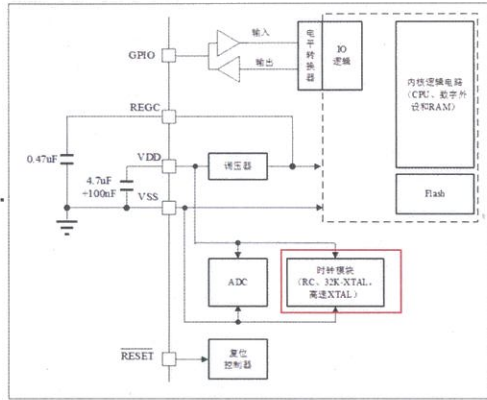 GPIO
输入
输出
电平转换器
IO
逻辑
内核逻辑电路
(CPU、数字外
设和RAM)
REGC
0.47uF
VDD
调压器
4.7uF
+100nF
VSS
Flash
ADC
时钟模块
(RC、32K-XTAL、
高速XTAL)
RESET
复位
控制器